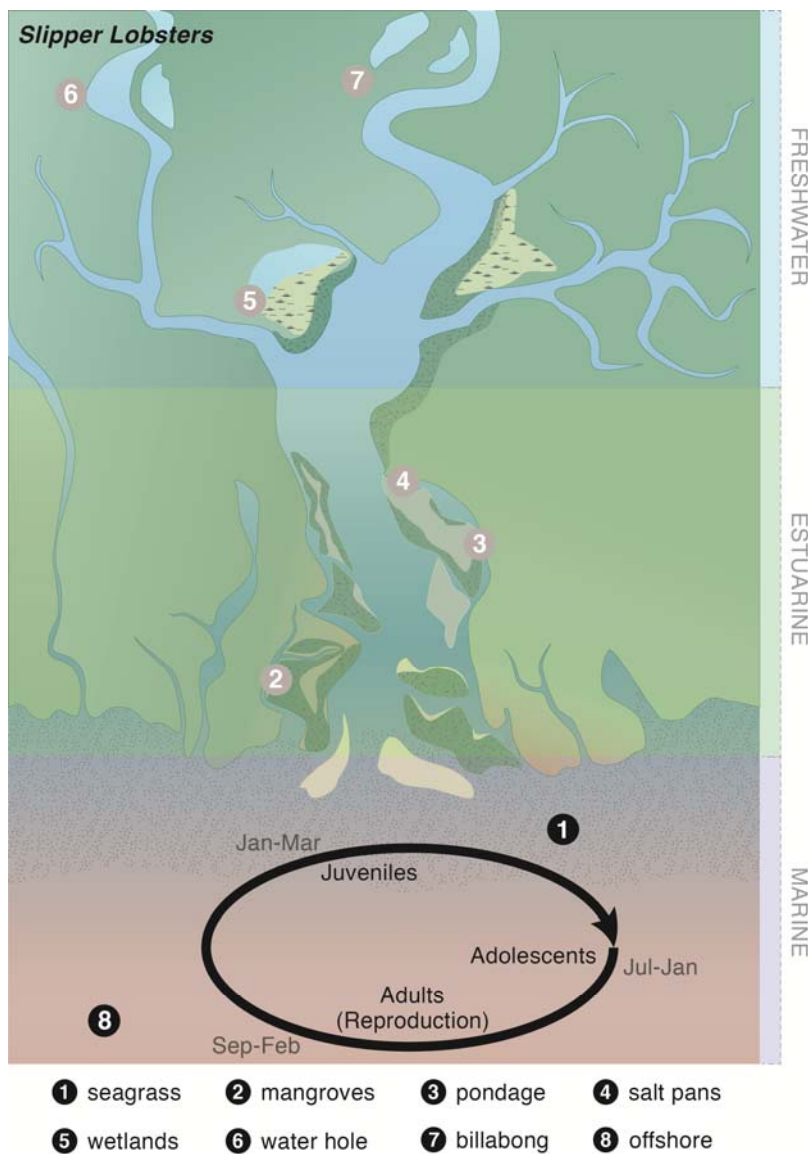 Slipper Lobsters
6
7
FRESHWATER
5
4
3
ESTUARINE
2
1
Jan-Mar
Juveniles
MARINE
Adolescents
Jul-Jan
Adults
(Reproduction)
8
Sep-Feb
1 seagrass 2 mangroves 3 pondage 4 salt pans
5 wetlands 6 water hole 7 billabong 8 offshore